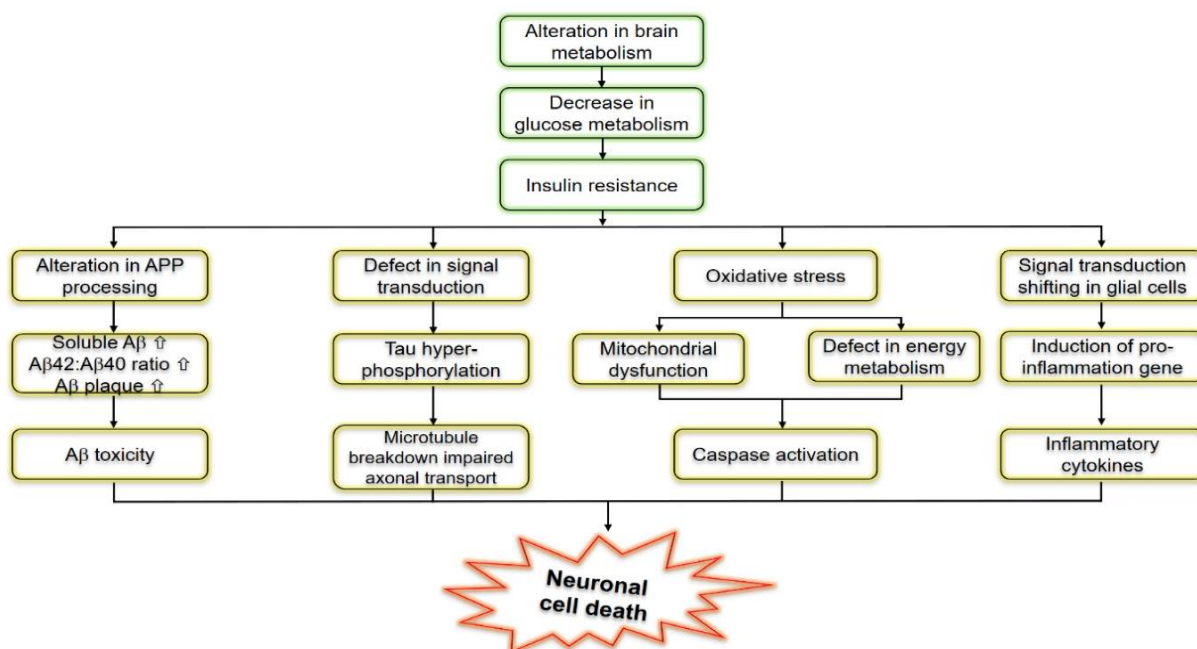 Alteration in brain
metabolism
Decrease in
glucose metabolism
Insulin resistance
Alteration in APP
processing
Defect in signal
transduction
Oxidative stress
Signal transduction
shifting in glial cells
Soluble Aβ ⇧
Aβ42:Aβ40 ratio ⇧
Aβ plaque ⇧
Tau hyper-
phosphorylation
Mitochondrial
dysfunction
Defect in energy
metabolism
Induction of pro-
inflammation gene
Aβ toxicity
Microtubule
breakdown impaired
axonal transport
Caspase activation
Inflammatory
cytokines
Neuronal
cell death